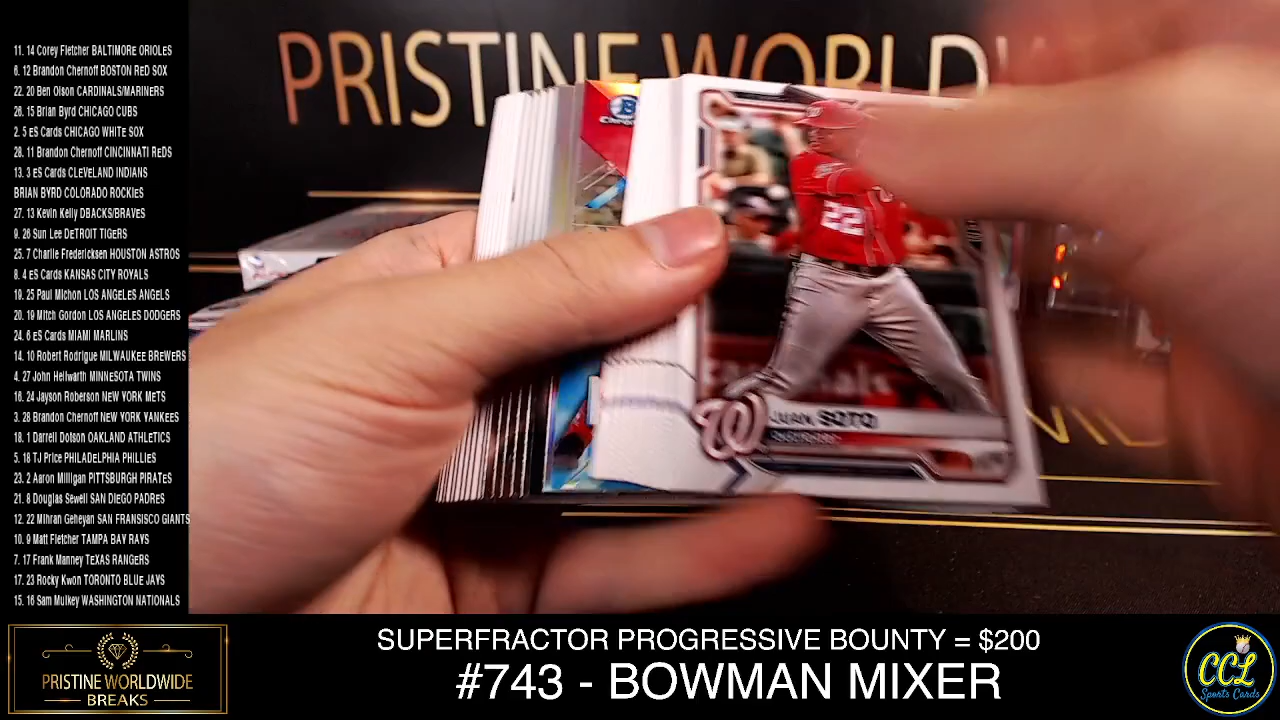 11. 14 Corey Fletcher BALTIMORE ORIOLES
6. 12 Brandon Chernoff BOSTON RED SOX
22. 20 Ben Olson CARDINALS/MARINERS
26. 15 Brian Byrd CHICAGO CUBS
2. 5 eS Cards CHICAGO WHITE SOX
28. 11 Brandon Chernoff CINCINNATI REDS
13. 3 eS Cards CLEVELAND INDIANS
BRIAN BYRD COLORADO ROCKIES
27. 13 Kevin Kelly DBACKS/BRAVES
9. 26 Sun Lee DETROIT TIGERS
25. 7 Charlie Fredericksen HOUSTON ASTROS
8. 4 eS Cards KANSAS CITY ROYALS
19. 25 Paul Michon LOS ANGELES ANGELS
20. 19 Mitch Gordon LOS ANGELES DODGERS
24. 6 eS Cards MIAMI MARLINS
14. 10 Robert Rodrigue MILWAUKEE BREWERS
4. 27 John Hellwarth MINNESOTA TWINS
16. 24 Jayson Roberson NEW YORK METS
3. 28 Brandon Chernoff NEW YORK YANKEES
18. 1 Darrell Dotson OAKLAND ATHLETICS
5. 18 TJ Price PHILADELPHIA PHILLIES
23. 2 Aaron Milligan PITTSBURGH PIRATES
21. 8 Douglas Sewell SAN DIEGO PADRES
12. 22 Mihran Geheyan SAN FRANSISCO GIANTS
10. 9 Matt Fletcher TAMPA BAY RAYS
7. 17 Frank Manney TEXAS RANGERS
17. 23 Rocky Kwon TORONTO BLUE JAYS
15. 16 Sam Mulkey WASHINGTON NATIONALS
PRISTINE WORLD
22
W
JUAN SOTO
PRISTINE WORLDWIDE
BREAKS
SUPERFRACTOR PROGRESSIVE BOUNTY = $200
#743 - BOWMAN MIXER
CCL
Sports Cards